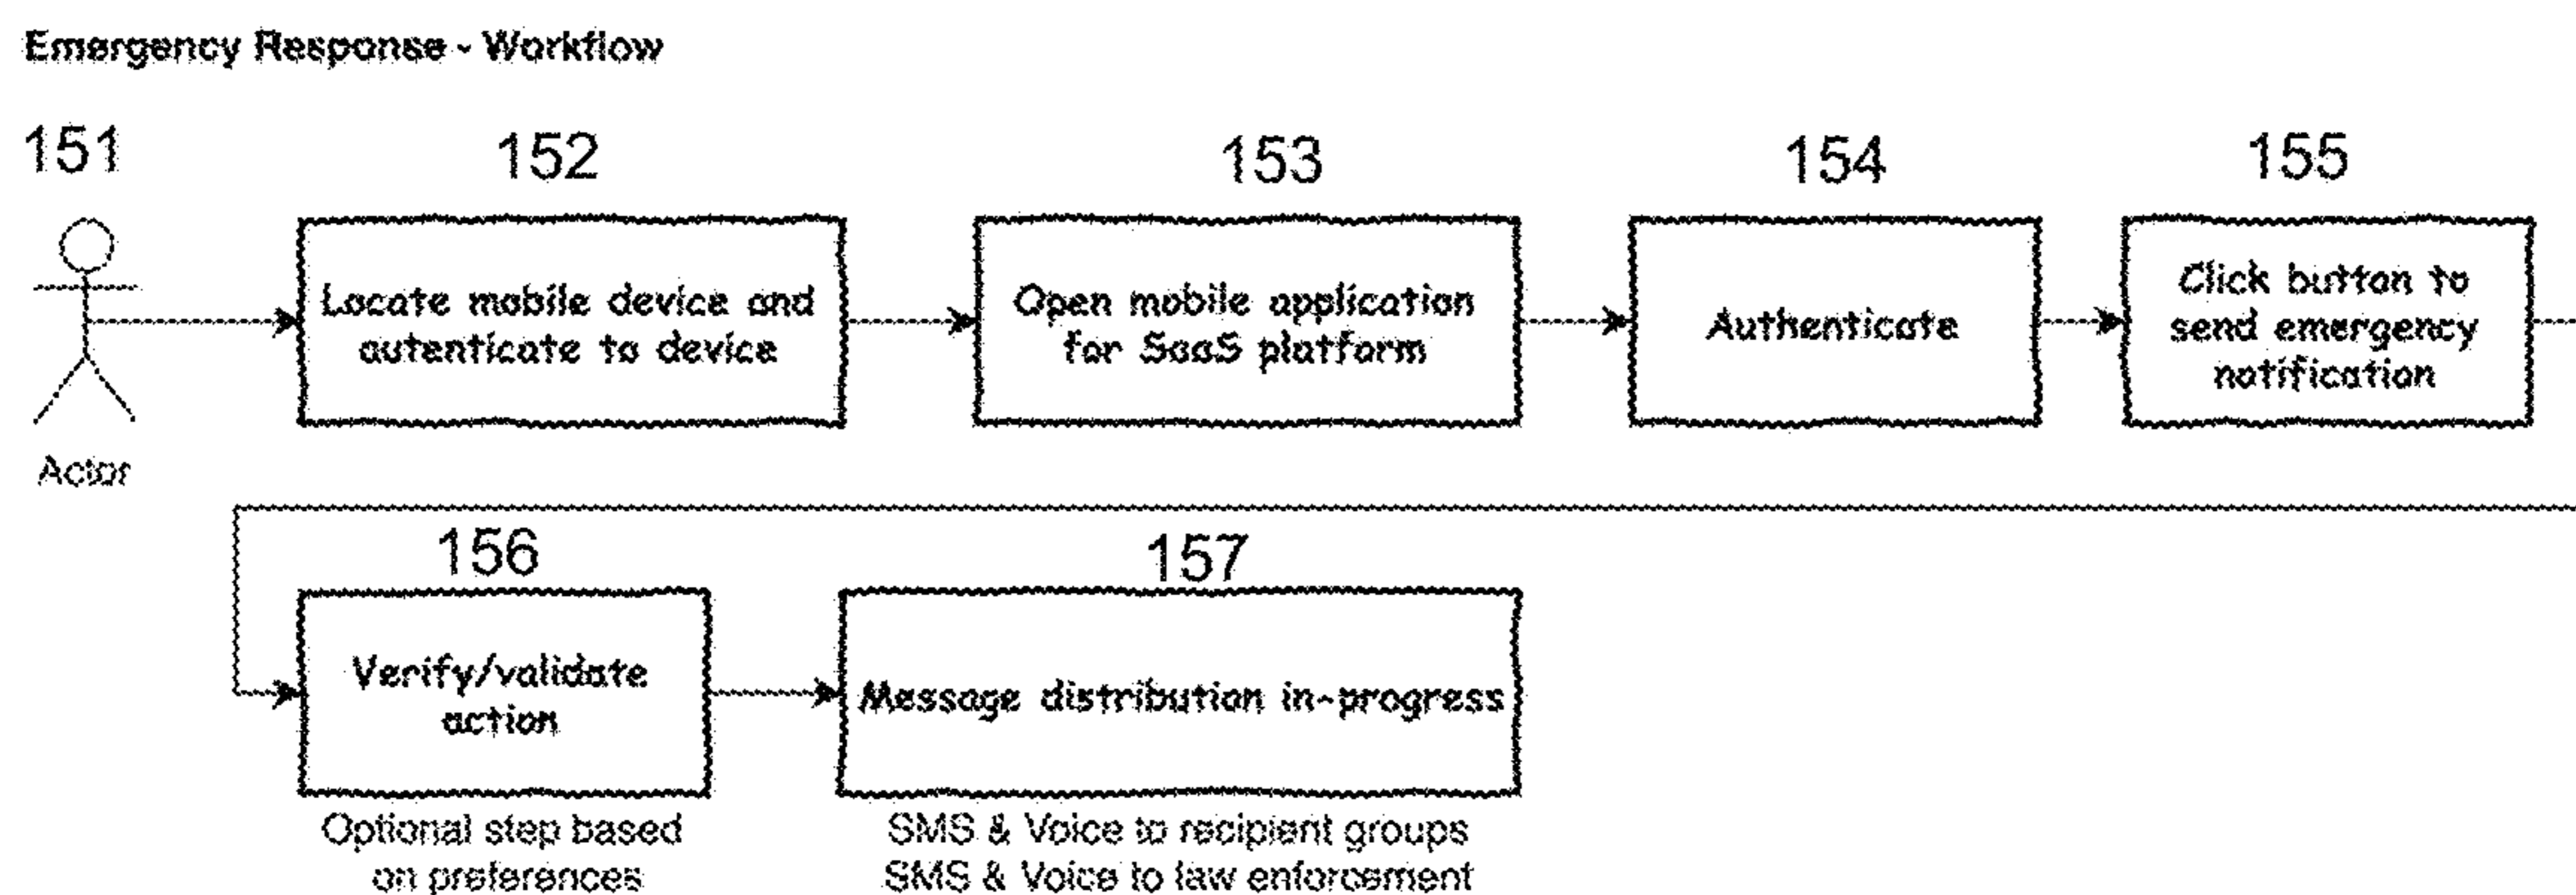 Emergency Response - Workflow
151
152
153
154
155
Locate mobile device and
autenticate to device
Open mobile application
for SaaS platform
Authenticate
Click button to
send emergency
notification
Actor
156
157
Verify/validate
action
Message distribution in-progress
Optional step based
on preferences
SMS & Voice to recipient groups
SMS & Voice to law enforcement